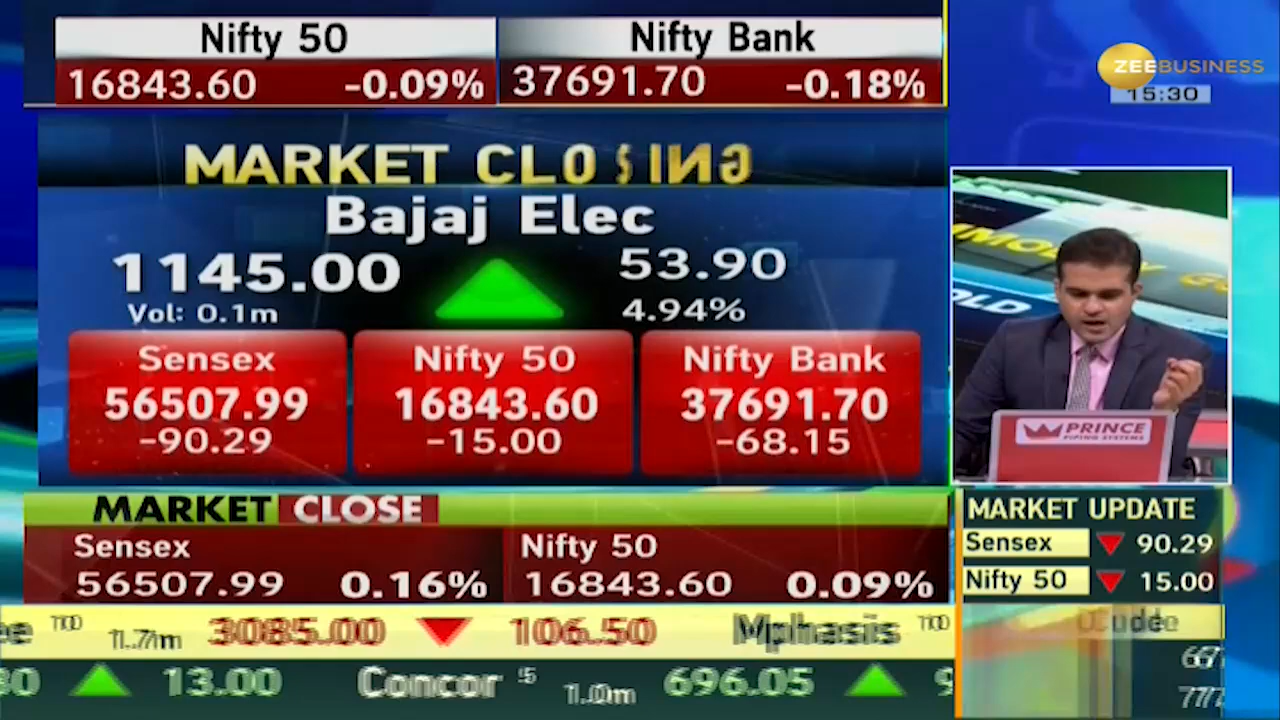 Nifty 50
16843.60 -0.09%
Nifty Bank
37691.70 -0.18%
ZEEBUSINESS
15:30
MARKET CLOSING
Bajaj Elec
1145.00 53.90
Vol: 0.1m 4.94%
Sensex
56507.99
-90.29
Nifty 50
16843.60
-15.00
Nifty Bank
37691.70
-68.15
PRINCE
PIPING SYSTEMS
MARKET CLOSE
Sensex
56507.99 0.16%
Nifty 50
16843.60 0.09%
MARKET UPDATE
Sensex 90.29
Nifty 50 15.00
3085.00 106.50 Mphasis
13.00 Concor 696.05